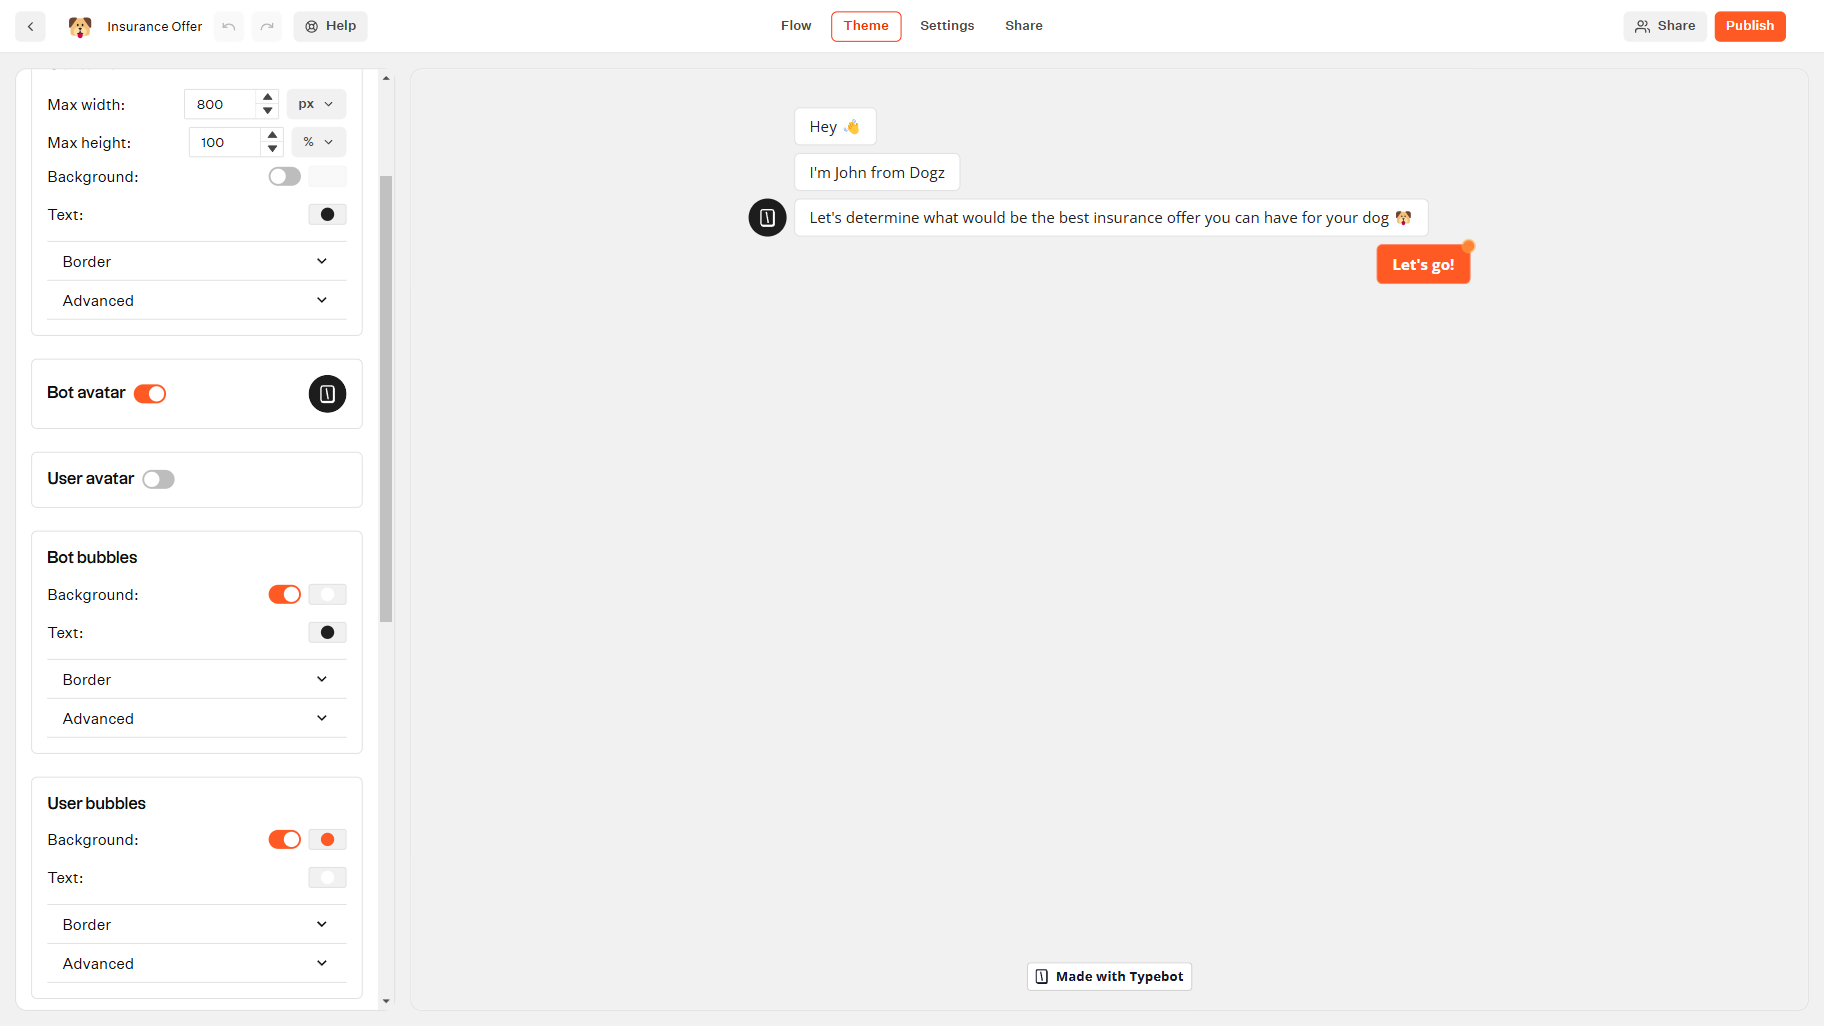 Insurance Offer
Help
Flow
Theme
Settings
Share
Share
Publish
Max width:
800
px
Max height:
100
%
Background:
Text:
Border
Advanced
Bot avatar
User avatar
Bot bubbles
Background:
Text:
Border
Advanced
User bubbles
Background:
Text:
Border
Advanced
Hey 👋
I'm John from Dogz
Let's determine what would be the best insurance offer you can have for your dog 🐶
Let's go!
Made with Typebot